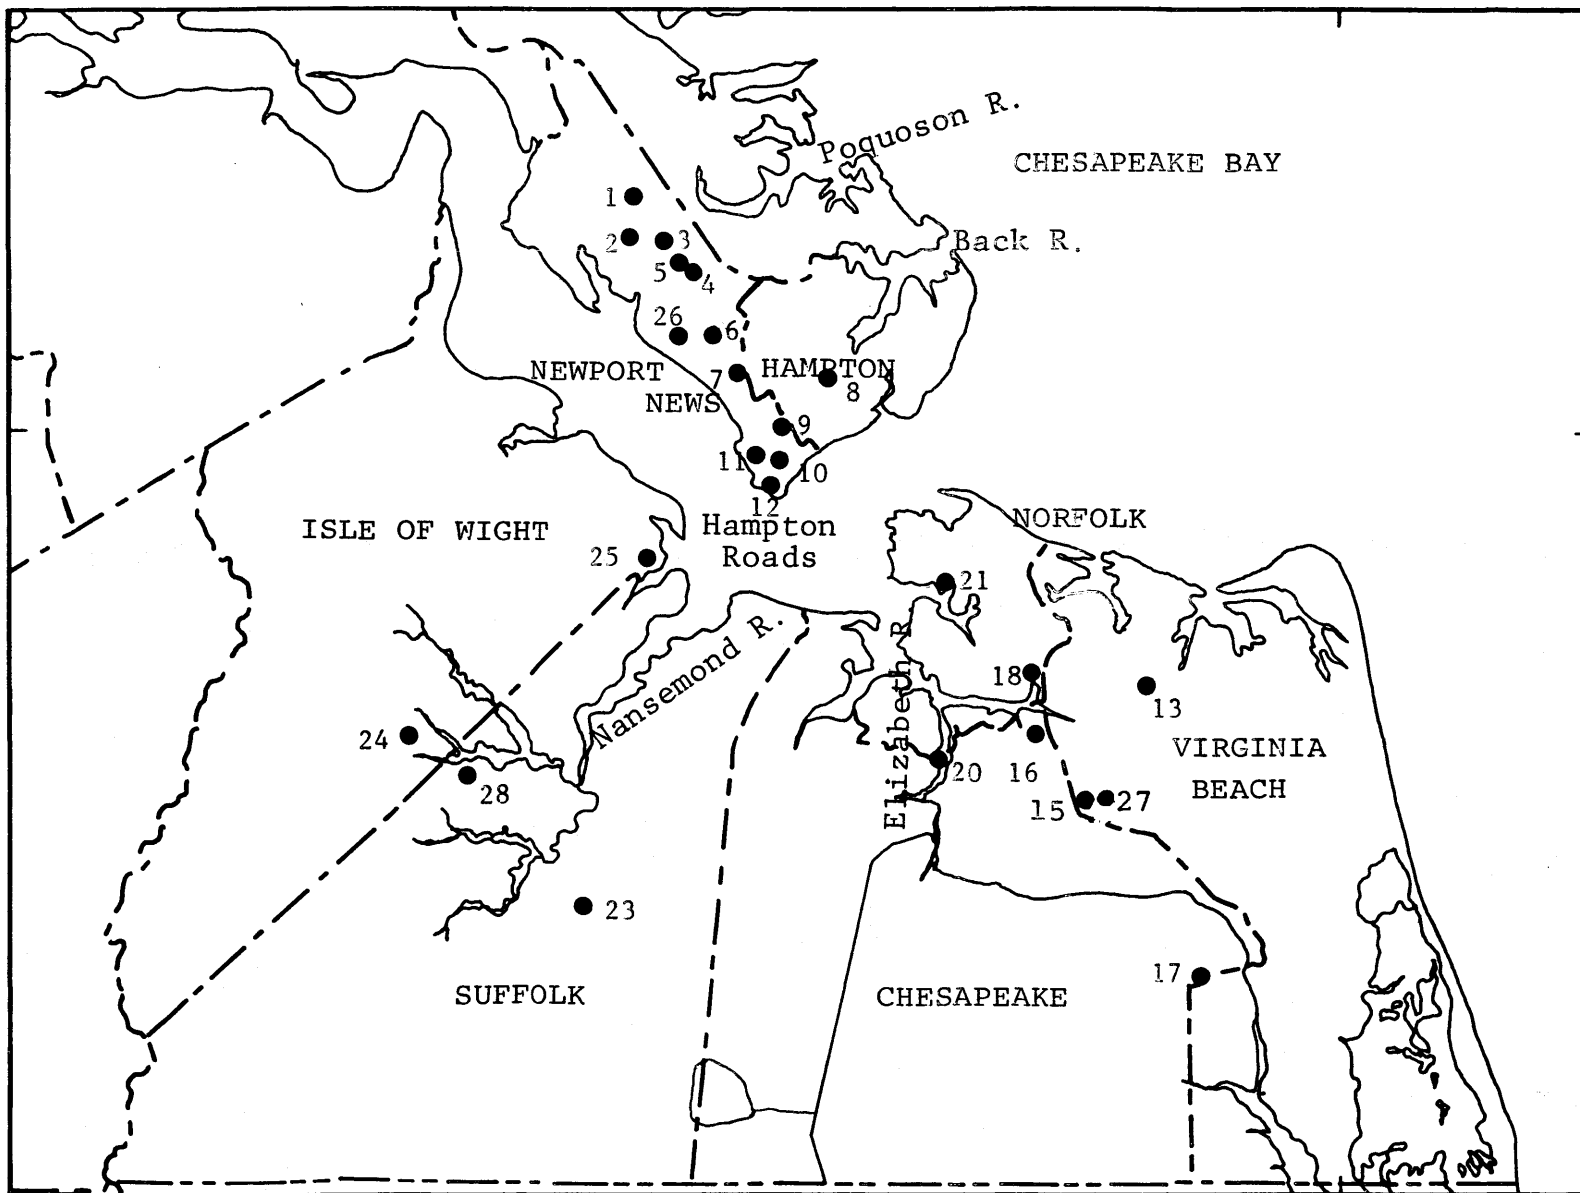 Poquoson R.
CHESAPEAKE BAY
1
2
3
Back R.
5
4
26
6
NEWPORT
NEWS
7
HAMPTON
8
9
11
10
12
Hampton
Roads
ISLE OF WIGHT
NORFOLK
25
21
Nansemond R.
Elizabeth R
18
13
24
VIRGINIA
BEACH
28
20
16
15
27
23
17
SUFFOLK
CHESAPEAKE